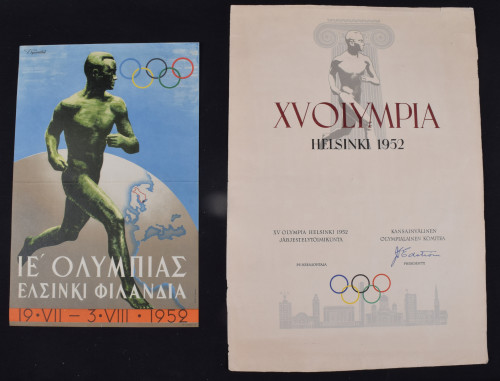 ΙΕ΄ ΟΛΥΜΠΙΑΣ
ΕΛΣΙΝΚΙ ΦΙΛΑΝΔΙΑ
19·VII – 3·VIII·1952
XV OLYMPIA
HELSINKI 1952
XV OLYMPIA HELSINKI 1952
JÄRJESTELYTOIMIKUNTA
KANSAINVÄLINEN
OLYMPIALAINEN KOMITEA